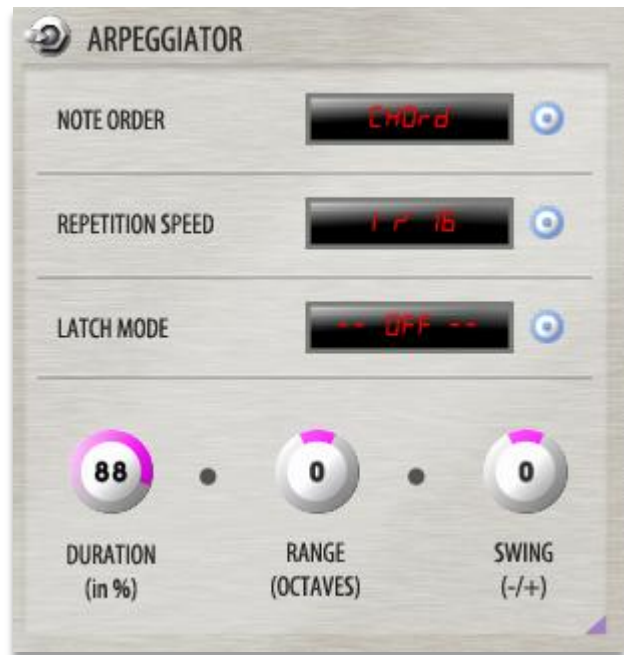 ARPEGGIATOR
NOTE ORDER CHOrd
REPETITION SPEED 1 / 16
LATCH MODE -- OFF --
88 0 0
DURATION RANGE SWING
(in %) (OCTAVES) (-/+)